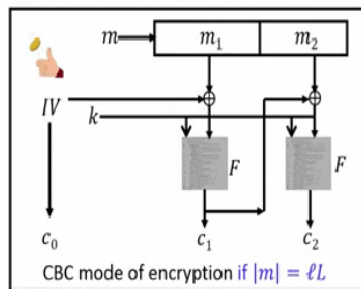 m m₁ m₂
IV
k
F F
c₀ c₁ c₂
CBC mode of encryption if |m| = ℓL